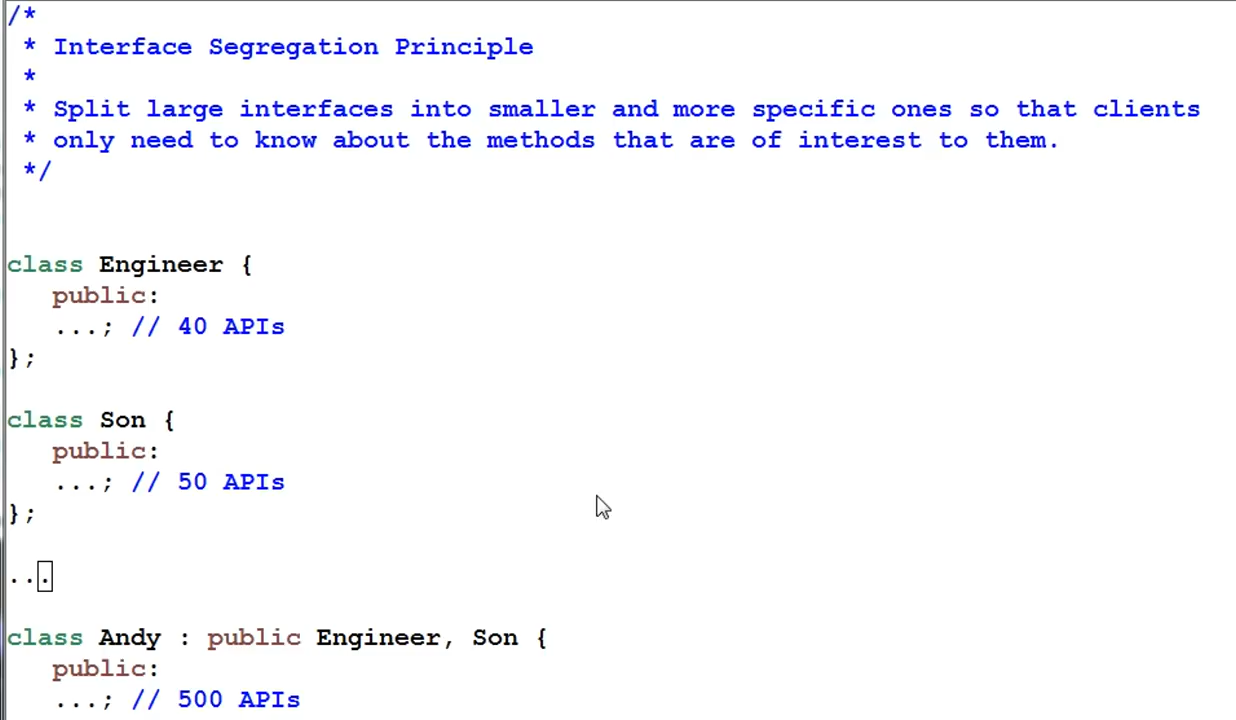 /*
 * Interface Segregation Principle
 *
 * Split large interfaces into smaller and more specific ones so that clients
 * only need to know about the methods that are of interest to them.
 */
class Engineer {
   public:
   ...; // 40 APIs
};
class Son {
   public:
   ...; // 50 APIs
};
...
class Andy : public Engineer, Son {
   public:
   ...; // 500 APIs